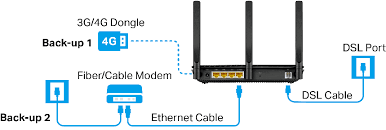 3G/4G Dongle
Back-up 1
4G
DSL Port
Fiber/Cable Modem
DSL Cable
Back-up 2
Ethernet Cable